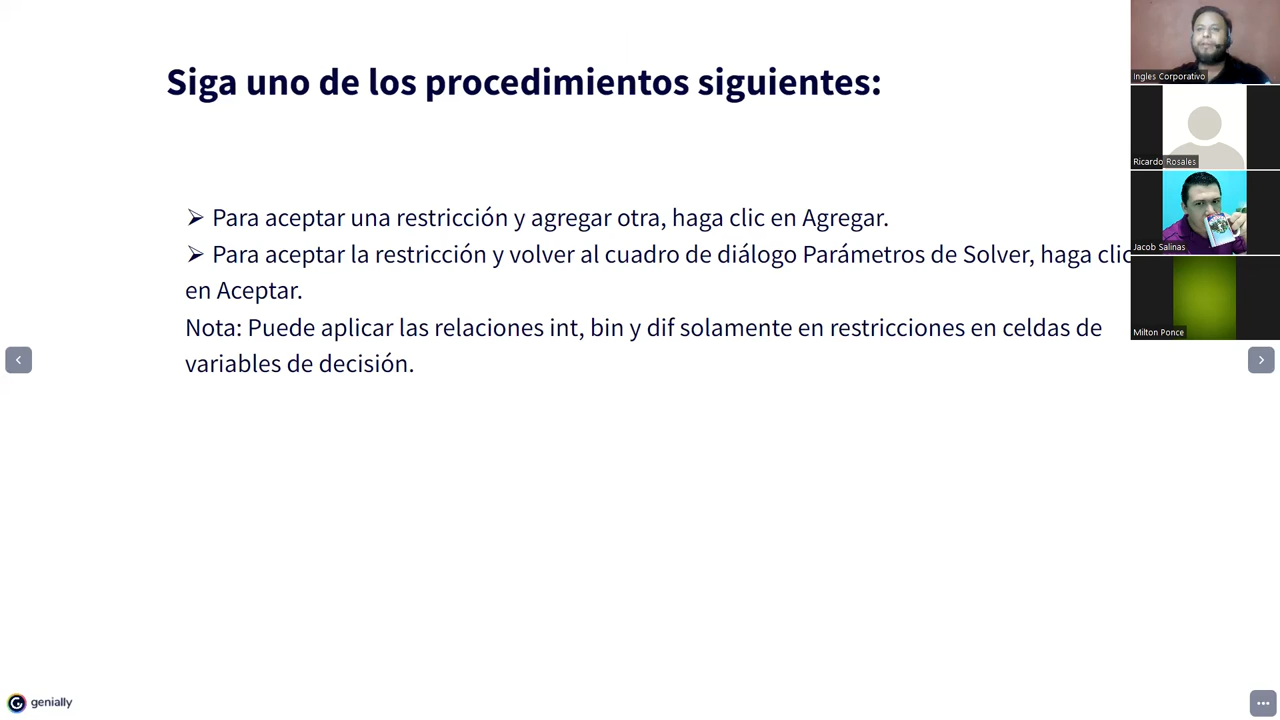 Siga uno de los procedimientos siguientes:
➢ Para aceptar una restricción y agregar otra, haga clic en Agregar.
➢ Para aceptar la restricción y volver al cuadro de diálogo Parámetros de Solver, haga clic
en Aceptar.
Nota: Puede aplicar las relaciones int, bin y dif solamente en restricciones en celdas de
variables de decisión.
Ingles Corporativo
Ricardo Rosales
Jacob Salinas
Milton Ponce
genially